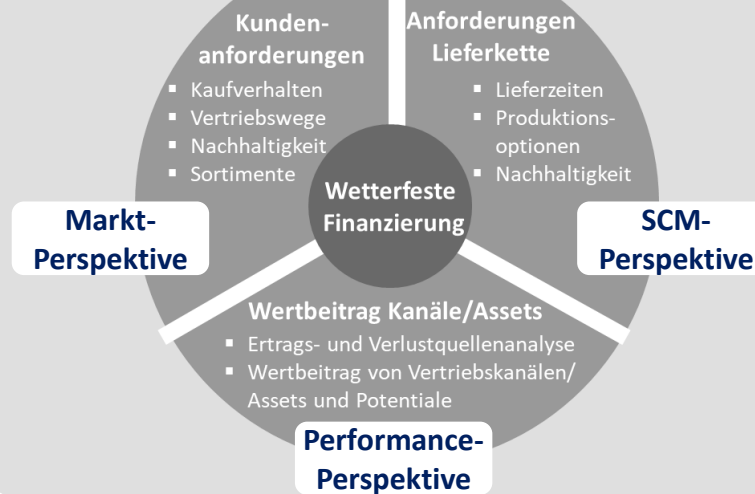 Kunden-
anforderungen
▪ Kaufverhalten
▪ Vertriebswege
▪ Nachhaltigkeit
▪ Sortimente
Anforderungen
Lieferkette
▪ Lieferzeiten
▪ Produktions-
optionen
▪ Nachhaltigkeit
Wetterfeste
Finanzierung
Markt-
Perspektive
SCM-
Perspektive
Wertbeitrag Kanäle/Assets
▪ Ertrags- und Verlustquellenanalyse
▪ Wertbeitrag von Vertriebskanälen/
Assets und Potentiale
Performance-
Perspektive